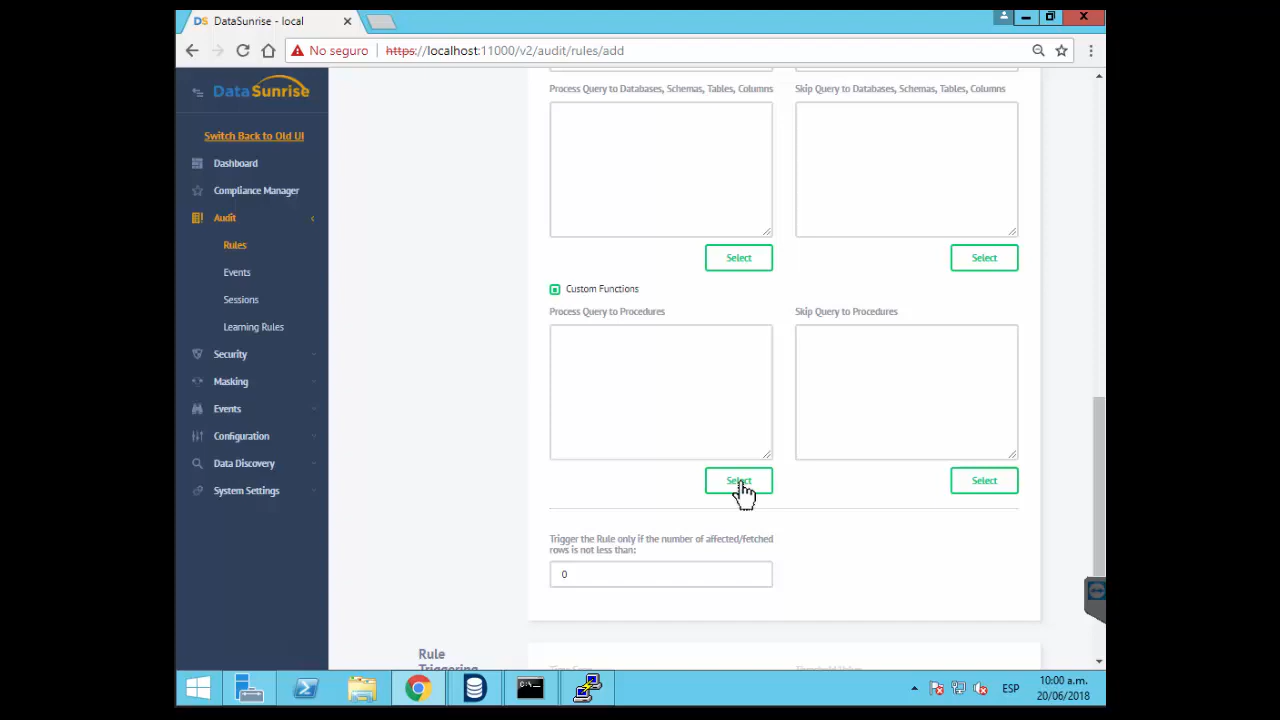 DS DataSunrise - local
No seguro
https://localhost:11000/v2/audit/rules/add
DataSunrise
Switch Back to Old UI
Dashboard
Compliance Manager
Audit
Rules
Events
Sessions
Learning Rules
Security
Masking
Events
Configuration
Data Discovery
System Settings
Process Query to Databases, Schemas, Tables, Columns
Skip Query to Databases, Schemas, Tables, Columns
Select
Select
Custom Functions
Process Query to Procedures
Skip Query to Procedures
Select
Select
Trigger the Rule only if the number of affected/fetched
rows is not less than:
0
Rule
Triggering
ESP
10:00 a.m.
20/06/2018